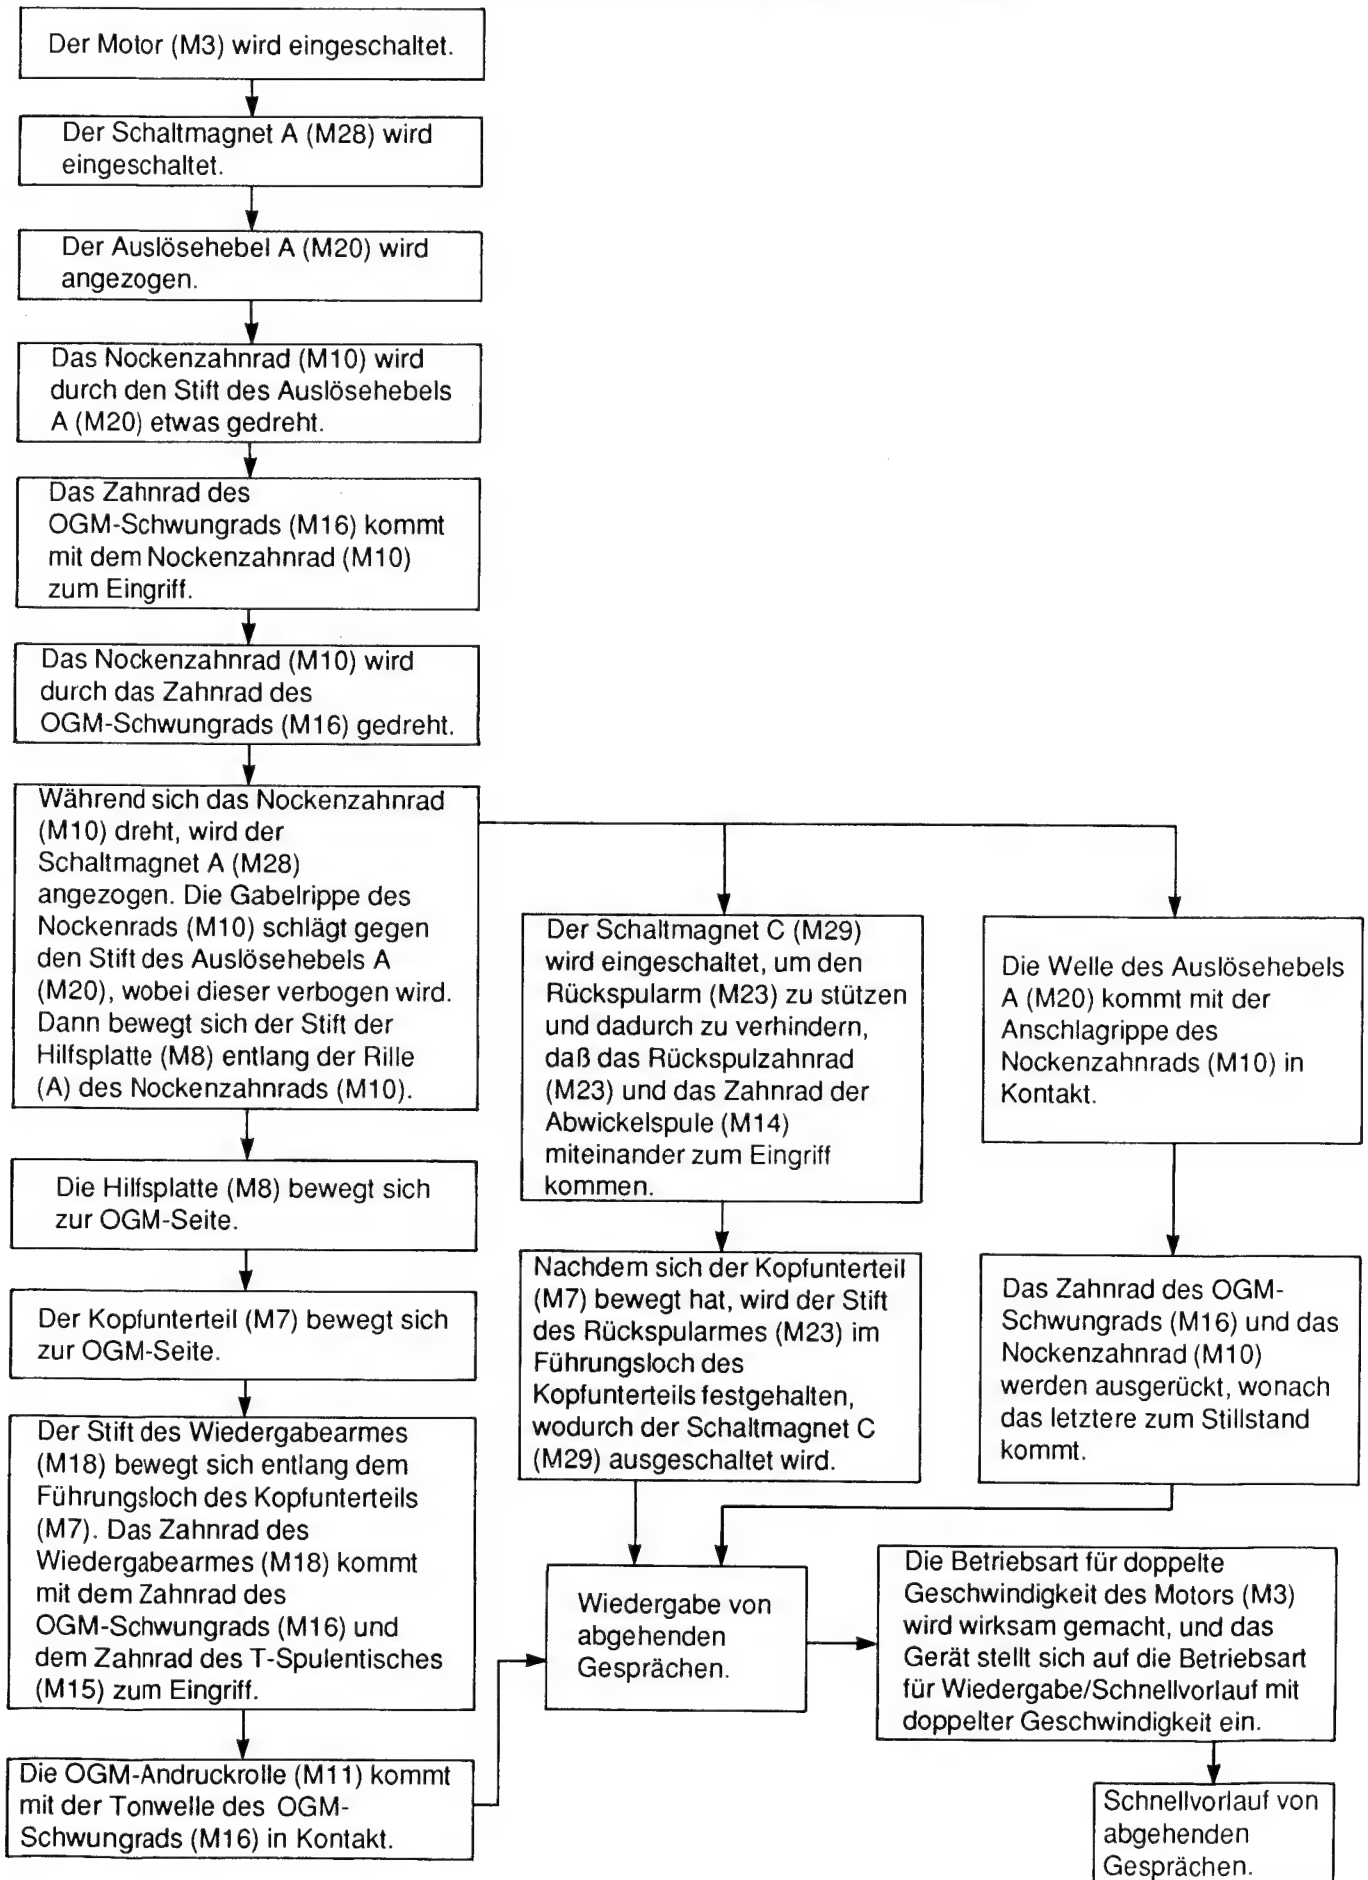 Der Motor (M3) wird eingeschaltet.
Der Schaltmagnet A (M28) wird
eingeschaltet.
Der Auslösehebel A (M20) wird
angezogen.
Das Nockenzahnrad (M10) wird
durch den Stift des Auslösehebels
A (M20) etwas gedreht.
Das Zahnrad des
OGM-Schwungrads (M16) kommt
mit dem Nockenzahnrad (M10)
zum Eingriff.
Das Nockenzahnrad (M10) wird
durch das Zahnrad des
OGM-Schwungrads (M16) gedreht.
Während sich das Nockenzahnrad
(M10) dreht, wird der
Schaltmagnet A (M28)
angezogen. Die Gabelrippe des
Nockenrads (M10) schlägt gegen
den Stift des Auslösehebels A
(M20), wobei dieser verbogen wird.
Dann bewegt sich der Stift der
Hilfsplatte (M8) entlang der Rille
(A) des Nockenzahnrads (M10).
Die Hilfsplatte (M8) bewegt sich
zur OGM-Seite.
Der Kopfunterteil (M7) bewegt sich
zur OGM-Seite.
Der Stift des Wiedergabearmes
(M18) bewegt sich entlang dem
Führungsloch des Kopfunterteils
(M7). Das Zahnrad des
Wiedergabearmes (M18) kommt
mit dem Zahnrad des
OGM-Schwungrads (M16) und
dem Zahnrad des T-Spulentisches
(M15) zum Eingriff.
Die OGM-Andruckrolle (M11) kommt
mit der Tonwelle des OGM-
Schwungrads (M16) in Kontakt.
Der Schaltmagnet C (M29)
wird eingeschaltet, um den
Rückspularm (M23) zu stützen
und dadurch zu verhindern,
daß das Rückspulzahnrad
(M23) und das Zahnrad der
Abwickelspule (M14)
miteinander zum Eingriff
kommen.
Nachdem sich der Kopfunterteil
(M7) bewegt hat, wird der Stift
des Rückspularmes (M23) im
Führungsloch des
Kopfunterteils festgehalten,
wodurch der Schaltmagnet C
(M29) ausgeschaltet wird.
Die Welle des Auslösehebels
A (M20) kommt mit der
Anschlagrippe des
Nockenzahnrads (M10) in
Kontakt.
Das Zahnrad des OGM-
Schwungrads (M16) und das
Nockenzahnrad (M10)
werden ausgerückt, wonach
das letztere zum Stillstand
kommt.
Wiedergabe von
abgehenden
Gesprächen.
Die Betriebsart für doppelte
Geschwindigkeit des Motors (M3)
wird wirksam gemacht, und das
Gerät stellt sich auf die Betriebsart
für Wiedergabe/Schnellvorlauf mit
doppelter Geschwindigkeit ein.
Schnellvorlauf von
abgehenden
Gesprächen.